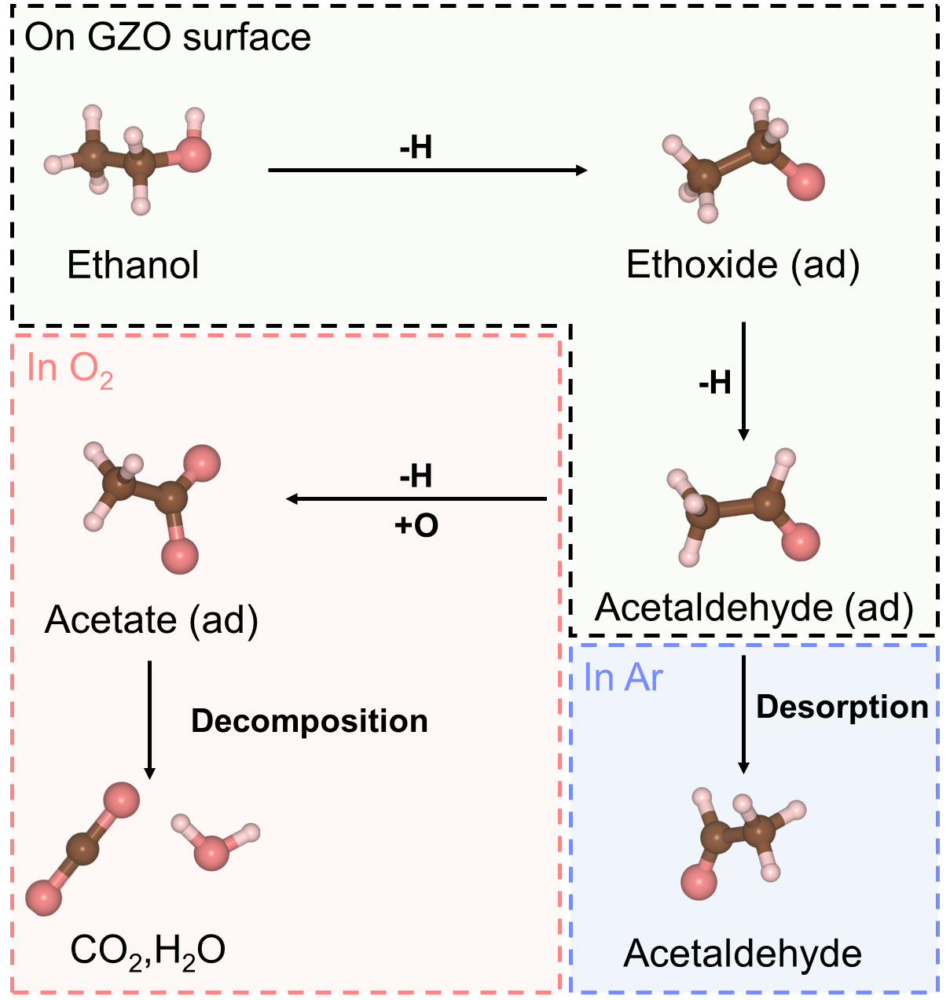 On GZO surface
-H
Ethanol
Ethoxide (ad)
-H
Acetaldehyde (ad)
In O₂
-H
+O
Acetate (ad)
Decomposition
CO₂,H₂O
In Ar
Desorption
Acetaldehyde